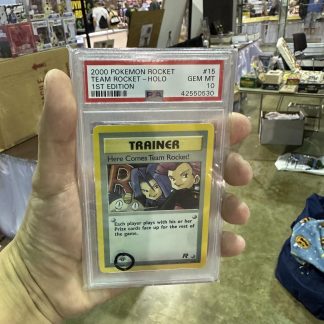 2000 POKEMON ROCKET #15
TEAM ROCKET - HOLO GEM MT
1ST EDITION 10
PSA 42550530
TRAINER
Here Comes Team Rocket!
R
Each player plays with his or her
Prize cards face up for the rest of
the game.
R